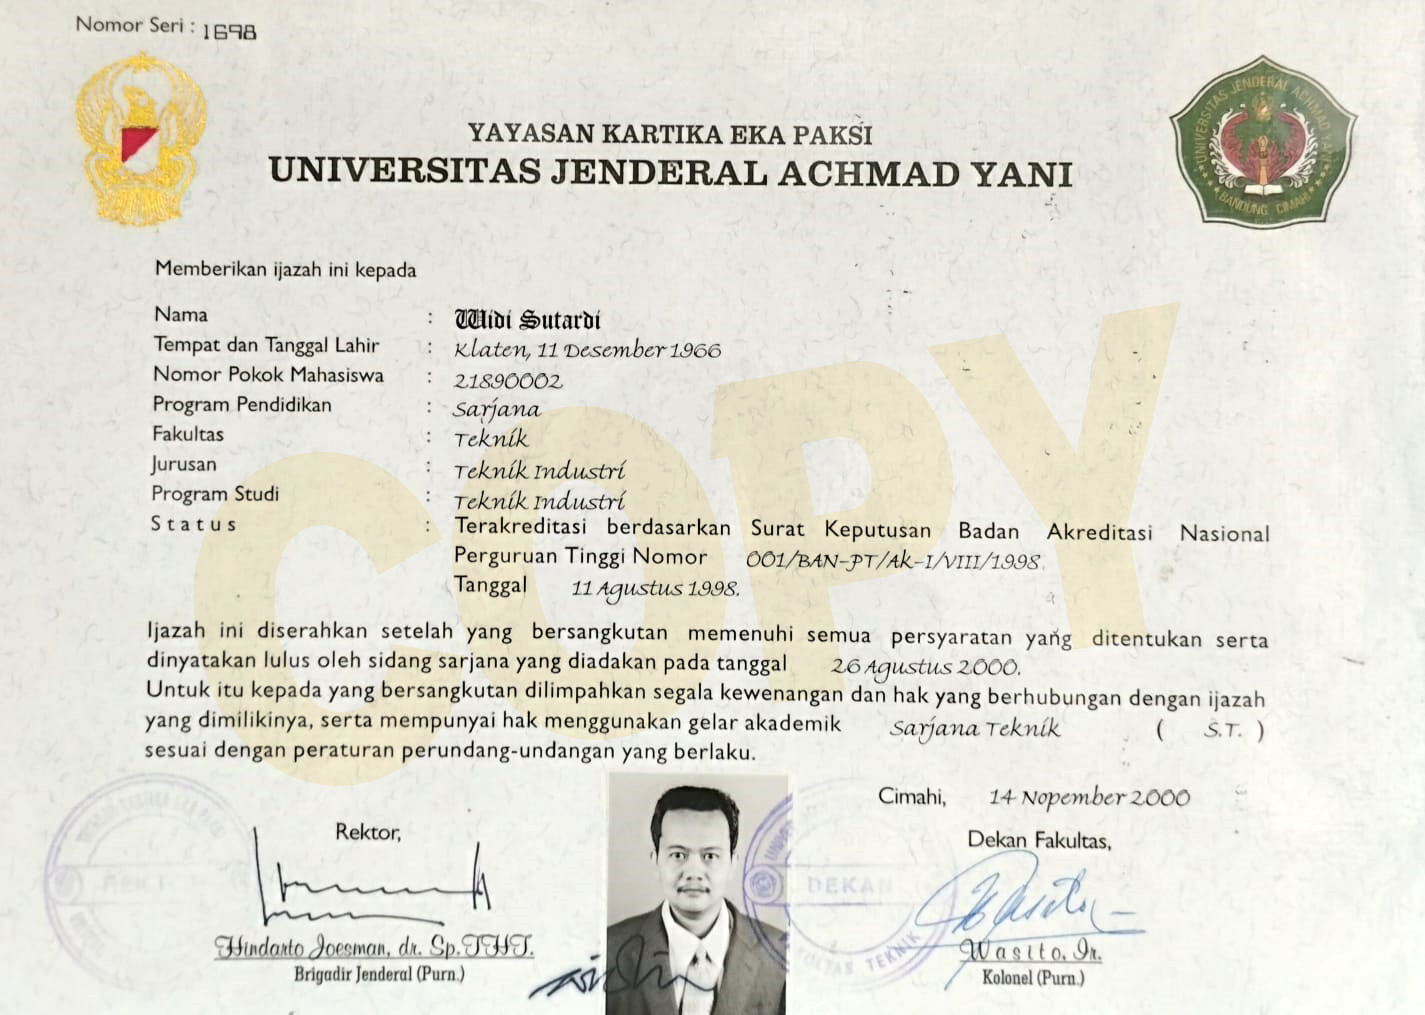 Nomor Seri : 1698
UNIVERSITAS JENDERAL ACHMAD YANI
BANDUNG CIMAHI
YAYASAN KARTIKA EKA PAKSI
UNIVERSITAS JENDERAL ACHMAD YANI
Memberikan ijazah ini kepada
Nama : Widi Sutardi
Tempat dan Tanggal Lahir : Klaten, 11 Desember 1966
Nomor Pokok Mahasiswa : 21890002
Program Pendidikan : Sarjana
Fakultas : Teknik
Jurusan : Teknik Industri
Program Studi : Teknik Industri
Status : Terakreditasi berdasarkan Surat Keputusan Badan Akreditasi Nasional
Perguruan Tinggi Nomor 001/BAN-PT/Ak-I/VIII/1998
Tanggal 11 Agustus 1998.
COPY
Ijazah ini diserahkan setelah yang bersangkutan memenuhi semua persyaratan yang ditentukan serta
dinyatakan lulus oleh sidang sarjana yang diadakan pada tanggal 26 Agustus 2000.
Untuk itu kepada yang bersangkutan dilimpahkan segala kewenangan dan hak yang berhubungan dengan ijazah
yang dimilikinya, serta mempunyai hak menggunakan gelar akademik Sarjana Teknik ( S.T. )
sesuai dengan peraturan perundang-undangan yang berlaku.
Cimahi, 14 Nopember 2000
Rektor,
Dekan Fakultas,
DEKAN
TEKNIK
Hindarto Joesman, dr. Sp.THT.
Brigadir Jenderal (Purn.)
Wasito, Ir.
Kolonel (Purn.)